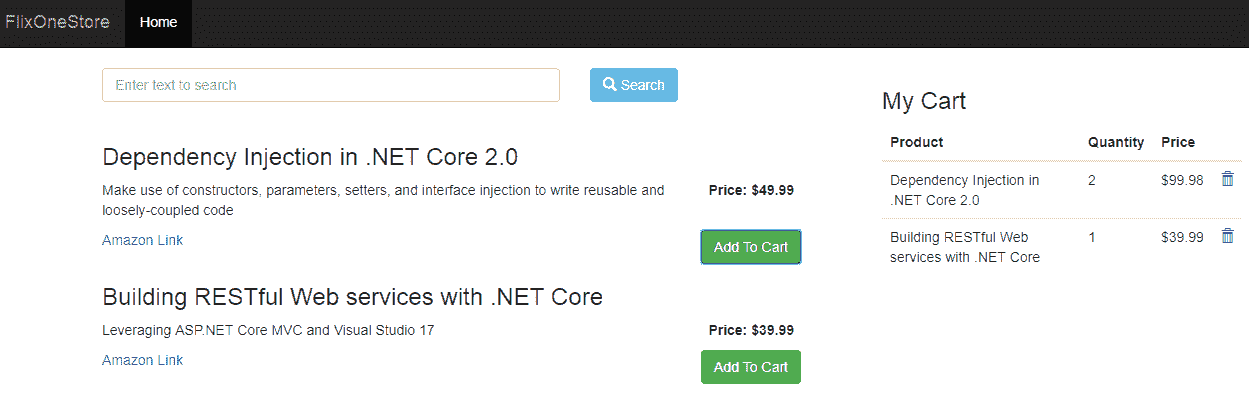 FlixOneStore Home
Enter text to search Search
Dependency Injection in .NET Core 2.0
Make use of constructors, parameters, setters, and interface injection to write reusable and
loosely-coupled code
Price: $49.99
Amazon Link
Add To Cart
Building RESTful Web services with .NET Core
Leveraging ASP.NET Core MVC and Visual Studio 17
Price: $39.99
Amazon Link
Add To Cart
My Cart
Product Quantity Price
Dependency Injection in 2 $99.98
.NET Core 2.0
Building RESTful Web 1 $39.99
services with .NET Core